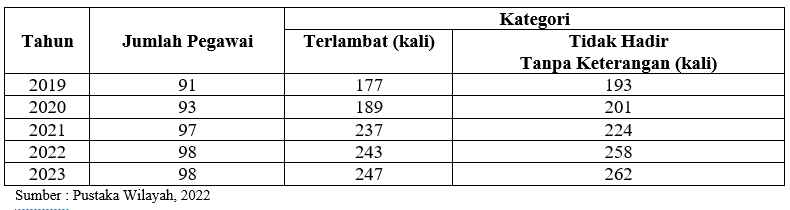 Tahun Jumlah Pegawai Kategori
Terlambat (kali) Tidak Hadir
Tanpa Keterangan (kali)
2019 91 177 193
2020 93 189 201
2021 97 237 224
2022 98 243 258
2023 98 247 262
Sumber : Pustaka Wilayah, 2022